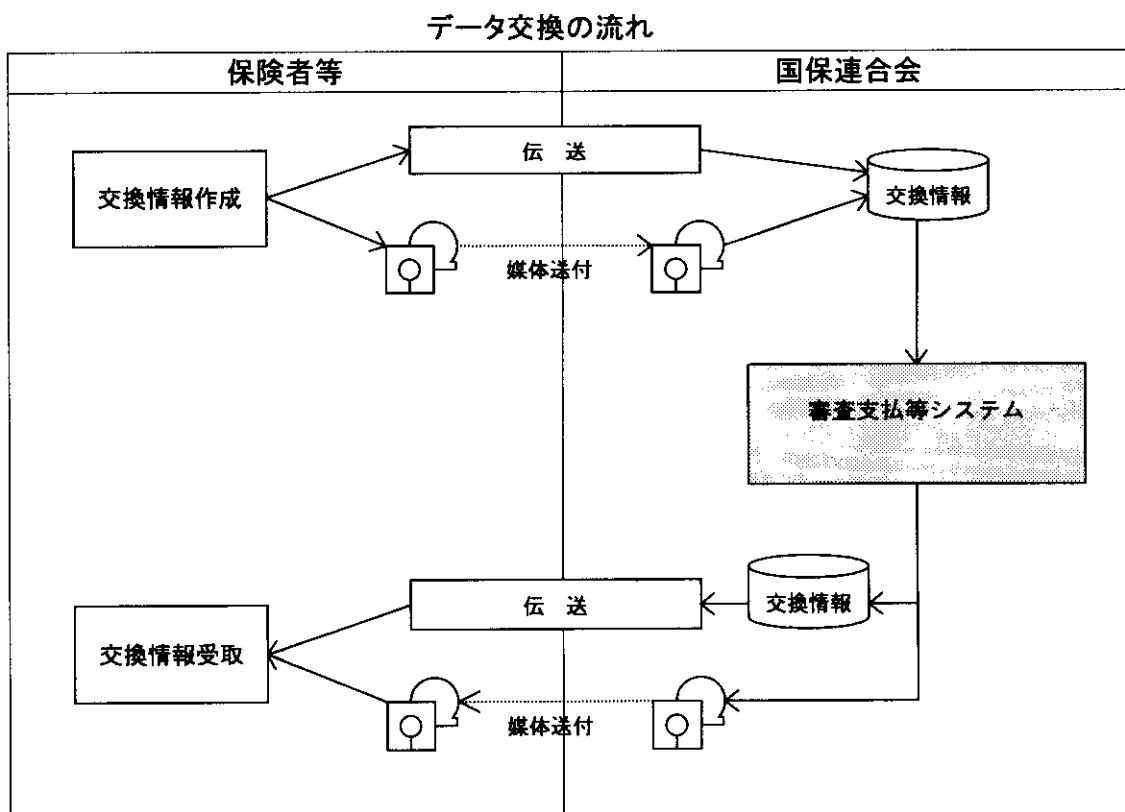 データ交換の流れ
保険者等
国保連合会
伝 送
交換情報作成
交換情報
媒体送付
審査支払等システム
伝 送
交換情報
交換情報受取
媒体送付